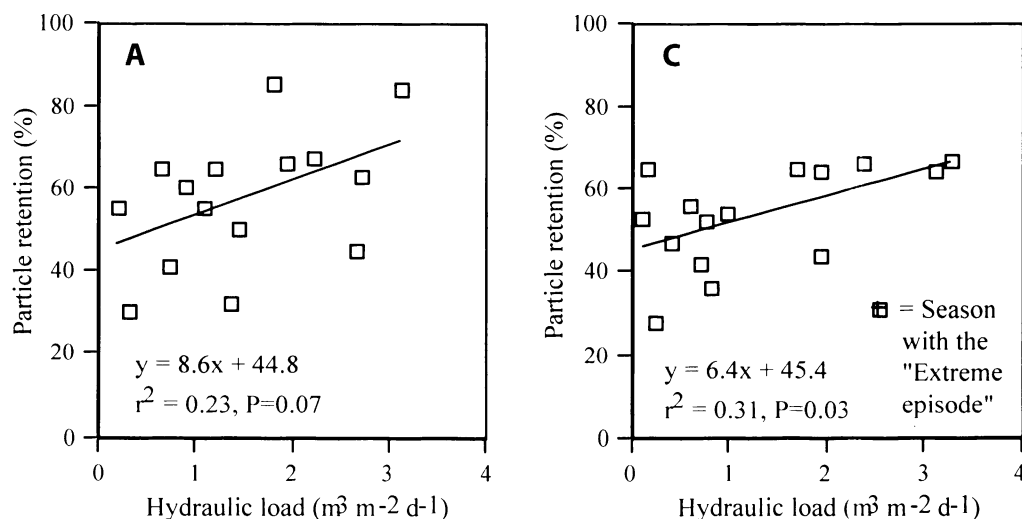 A
100
80
60
40
20
0
Particle retention (%)
y = 8.6x + 44.8
r² = 0.23, P=0.07
0 1 2 3 4
Hydraulic load (m³ m-2 d-1)
C
100
80
60
40
20
0
Particle retention (%)
= Season
with the
"Extreme
episode"
y = 6.4x + 45.4
r² = 0.31, P=0.03
0 1 2 3 4
Hydraulic load (m³ m-2 d-1)